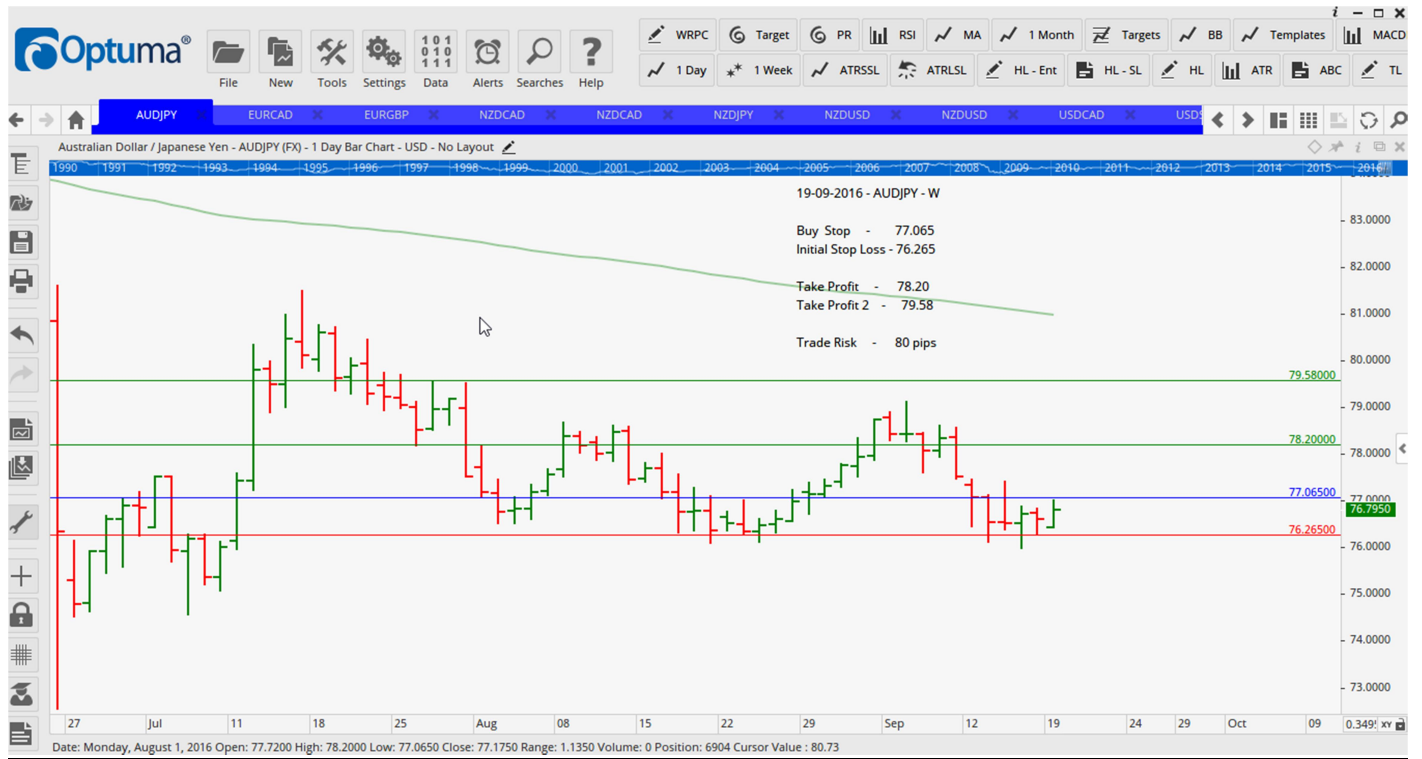 Optuma®
File New Tools Settings Data Alerts Searches Help
WRPC Target PR RSI MA 1 Month Targets BB Templates MACD
1 Day 1 Week ATRSSL ATRLSL HL - Ent HL - SL HL ATR ABC TL
AUDJPY EURCAD EURGBP NZDCAD NZDCAD NZDJPY NZDUSD NZDUSD USDCAD
Australian Dollar / Japanese Yen - AUDJPY (FX) - 1 Day Bar Chart - USD - No Layout
1990 1991 1992 1993 1994 1995 1996 1997 1998 1999 2000 2001 2002 2003 2004 2005 2006 2007 2008 2009 2010 2011 2012 2013 2014 2015 2016
19-09-2016 - AUDJPY - W
Buy Stop - 77.065
Initial Stop Loss - 76.265
Take Profit - 78.20
Take Profit 2 - 79.58
Trade Risk - 80 pips
83.0000
82.0000
81.0000
80.0000
79.58000
79.0000
78.20000
78.0000
77.06500
77.0000
76.7950
76.26500
76.0000
75.0000
74.0000
73.0000
27 Jul 11 18 25 Aug 08 15 22 29 Sep 12 19 24 29 Oct 09 XY
Date: Monday, August 1, 2016 Open: 77.7200 High: 78.2000 Low: 77.0650 Close: 77.1750 Range: 1.1350 Volume: 0 Position: 6904 Cursor Value : 80.73